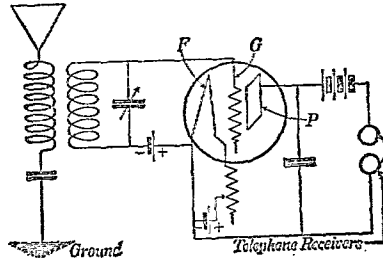 F
G
P
- +
- +
Ground
Telephone Receivers